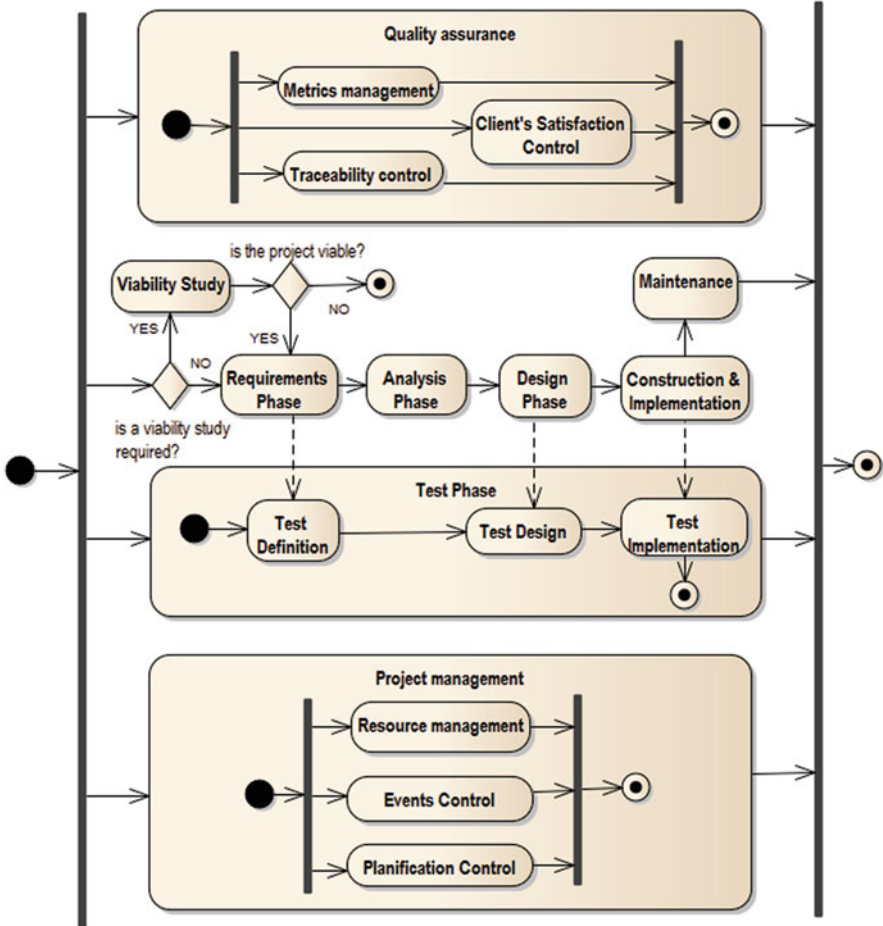 Quality assurance
Metrics management
Client's Satisfaction
Control
Traceability control
is the project viable?
Viability Study
NO
Maintenance
YES
YES
NO
Requirements
Phase
Analysis
Phase
Design
Phase
Construction &
Implementation
is a viability study
required?
Test Phase
Test
Definition
Test Design
Test
Implementation
Project management
Resource management
Events Control
Planification Control